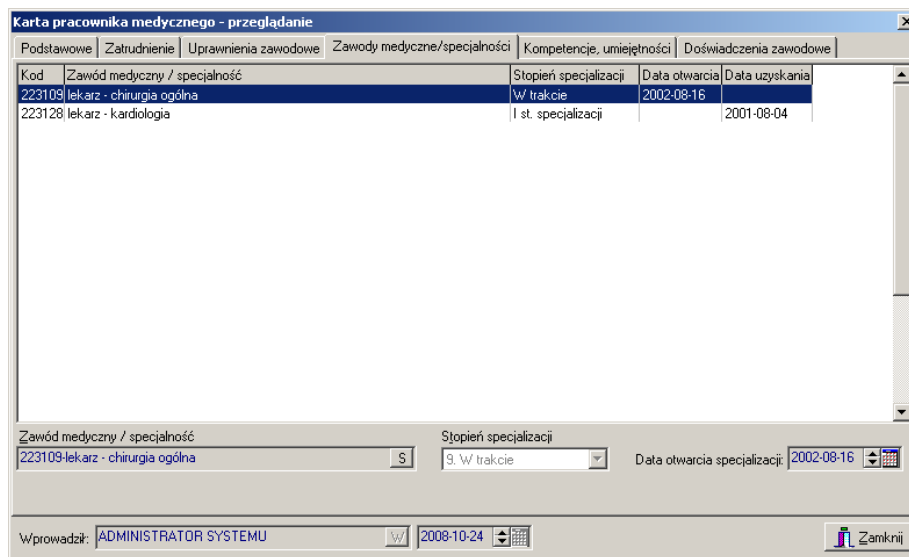 Karta pracownika medycznego - przeglądanie
Podstawowe Zatrudnienie Uprawnienia zawodowe Zawody medyczne/specjalności Kompetencje, umiejętności Doświadczenia zawodowe
Kod Zawód medyczny / specjalność Stopień specjalizacji Data otwarcia Data uzyskania
223109 lekarz - chirurgia ogólna W trakcie 2002-08-16
223128 lekarz - kardiologia I st. specjalizacji 2001-08-04
Zawód medyczny / specjalność Stopień specjalizacji
223109-lekarz - chirurgia ogólna S 9. W trakcie Data otwarcia specjalizacji: 2002-08-16
Wprowadził: ADMINISTRATOR SYSTEMU W 2008-10-24 Zamknij